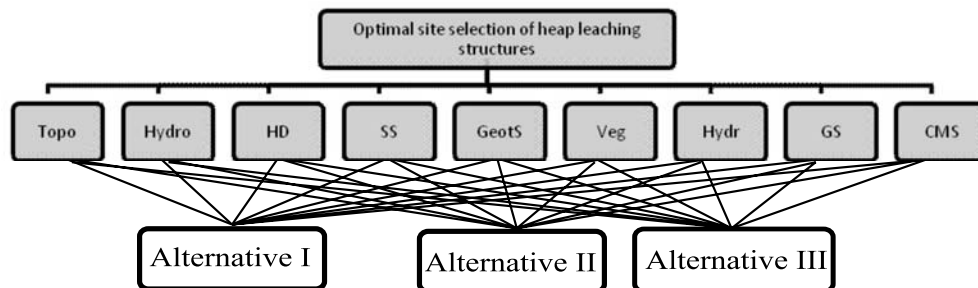 Optimal site selection of heap leaching
structures
Topo
Hydro
HD
SS
GeotS
Veg
Hydr
GS
CMS
Alternative I
Alternative II
Alternative III